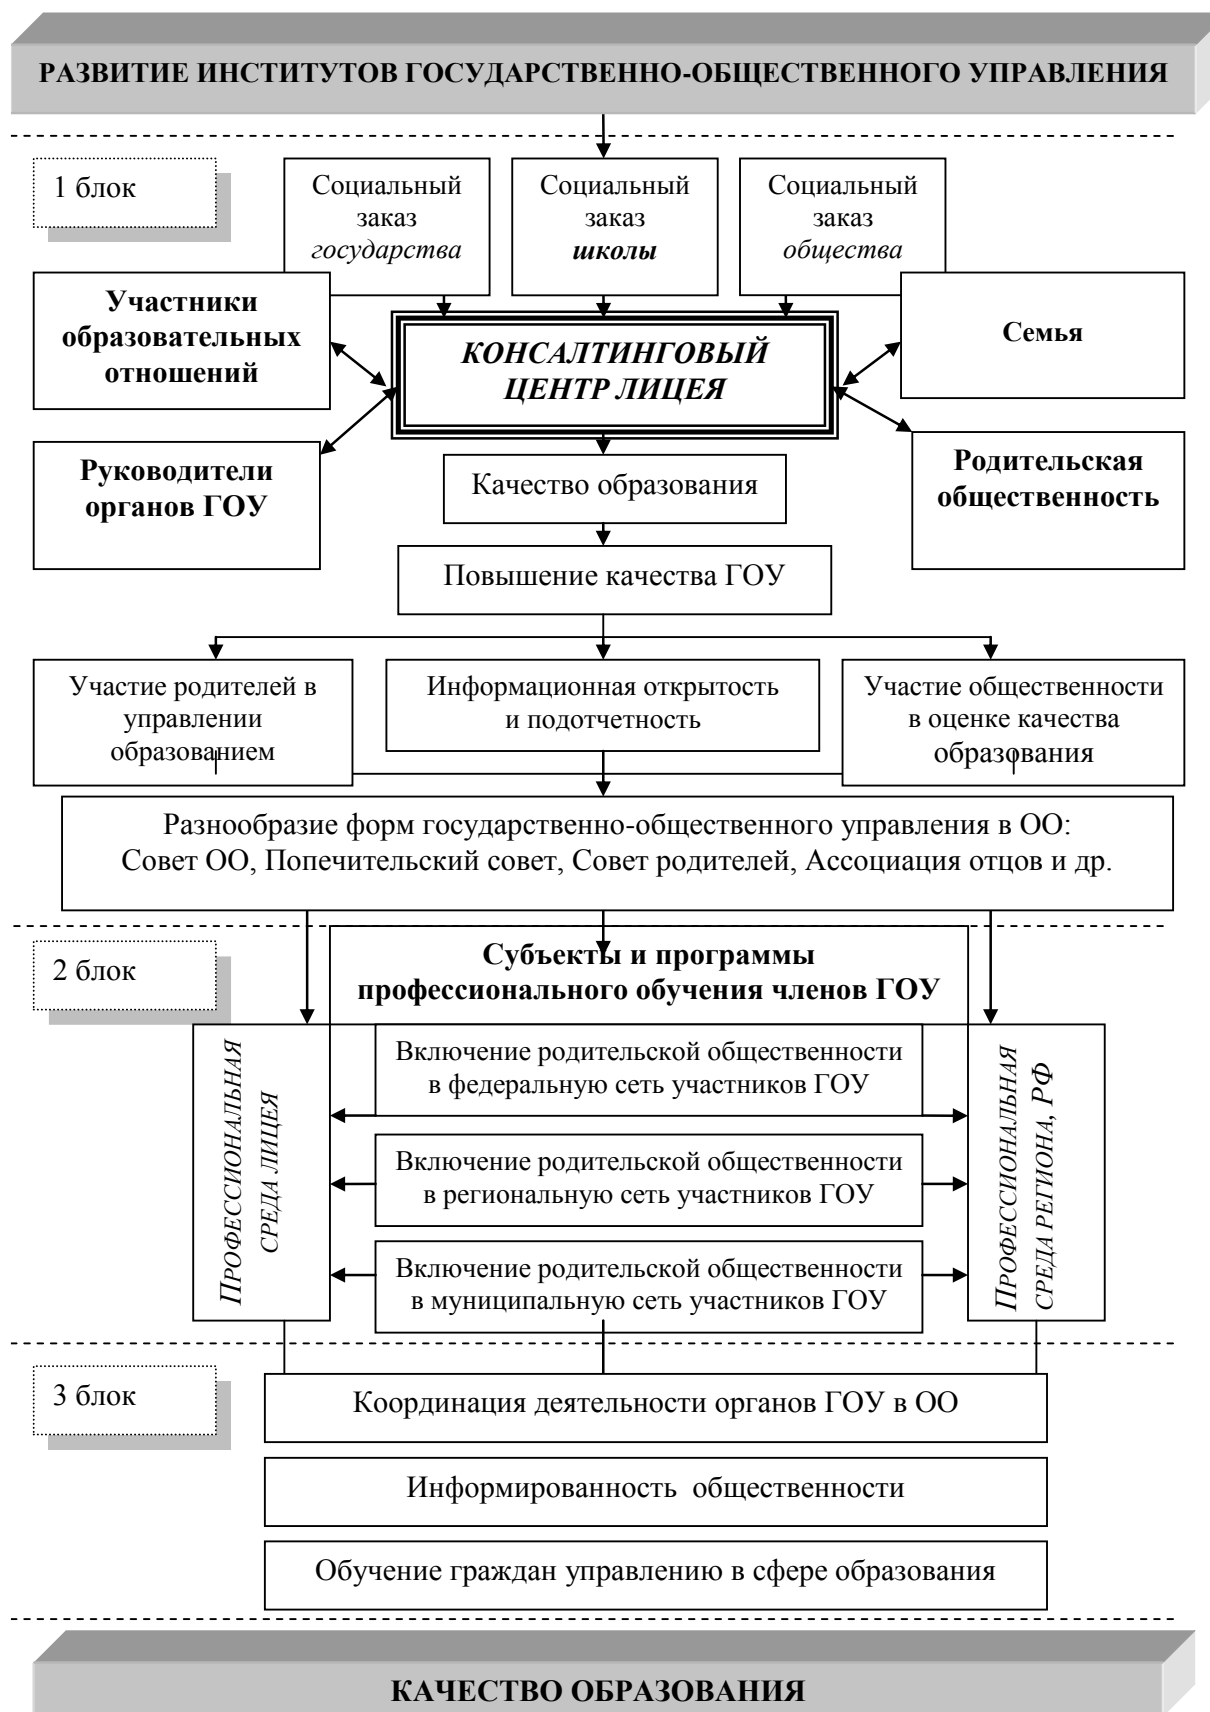 РАЗВИТИЕ ИНСТИТУТОВ ГОСУДАРСТВЕННО-ОБЩЕСТВЕННОГО УПРАВЛЕНИЯ
1 блок
Социальный
заказ
государства
Социальный
заказ
школы
Социальный
заказ
общества
Участники
образовательных
отношений
КОНСАЛТИНГОВЫЙ
ЦЕНТР ЛИЦЕЯ
Семья
Руководители
органов ГОУ
Родительская
общественность
Качество образования
Повышение качества ГОУ
Участие родителей в
управлении
образованием
Информационная открытость
и подотчетность
Участие общественности
в оценке качества
образования
Разнообразие форм государственно-общественного управления в ОО:
Совет ОО, Попечительский совет, Совет родителей, Ассоциация отцов и др.
2 блок
Субъекты и программы
профессионального обучения членов ГОУ
ПРОФЕССИОНАЛЬНАЯ
СРЕДА ЛИЦЕЯ
Включение родительской общественности
в федеральную сеть участников ГОУ
Включение родительской общественности
в региональную сеть участников ГОУ
Включение родительской общественности
в муниципальную сеть участников ГОУ
ПРОФЕССИОНАЛЬНАЯ
СРЕДА РЕГИОНА, РФ
3 блок
Координация деятельности органов ГОУ в ОО
Информированность общественности
Обучение граждан управлению в сфере образования
КАЧЕСТВО ОБРАЗОВАНИЯ